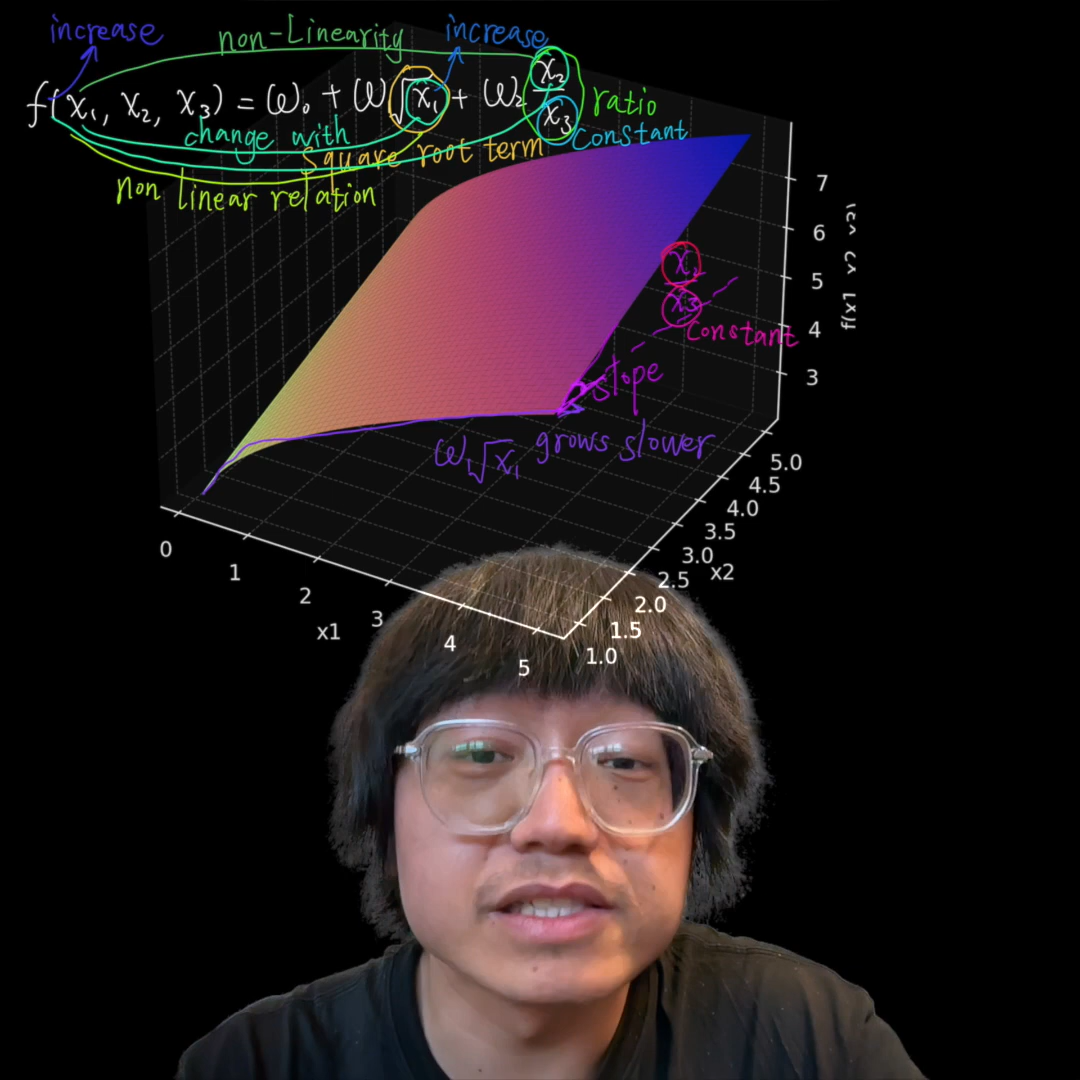 increase
non-Linearity
increase
f(x₁, x₂, x₃) = ω₀ + ω√x₁ + ω₂ x₂/x₃
ratio
change with
constant
square root term
non linear relation
7
6
5
4
3
x₂
x₃
constant
slope
ω₁√x₁ grows slower
5.0
4.5
4.0
3.5
3.0
2.5
2.0
1.5
1.0
x2
0
1
2
3
4
5
x1